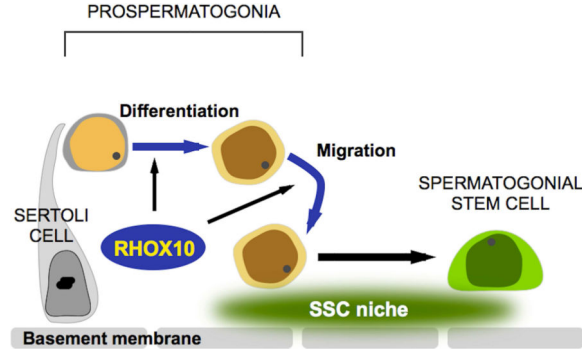 PROSPERMATOGONIA
Differentiation
Migration
SERTOLI
CELL
RHOX10
SPERMATOGONIAL
STEM CELL
SSC niche
Basement membrane